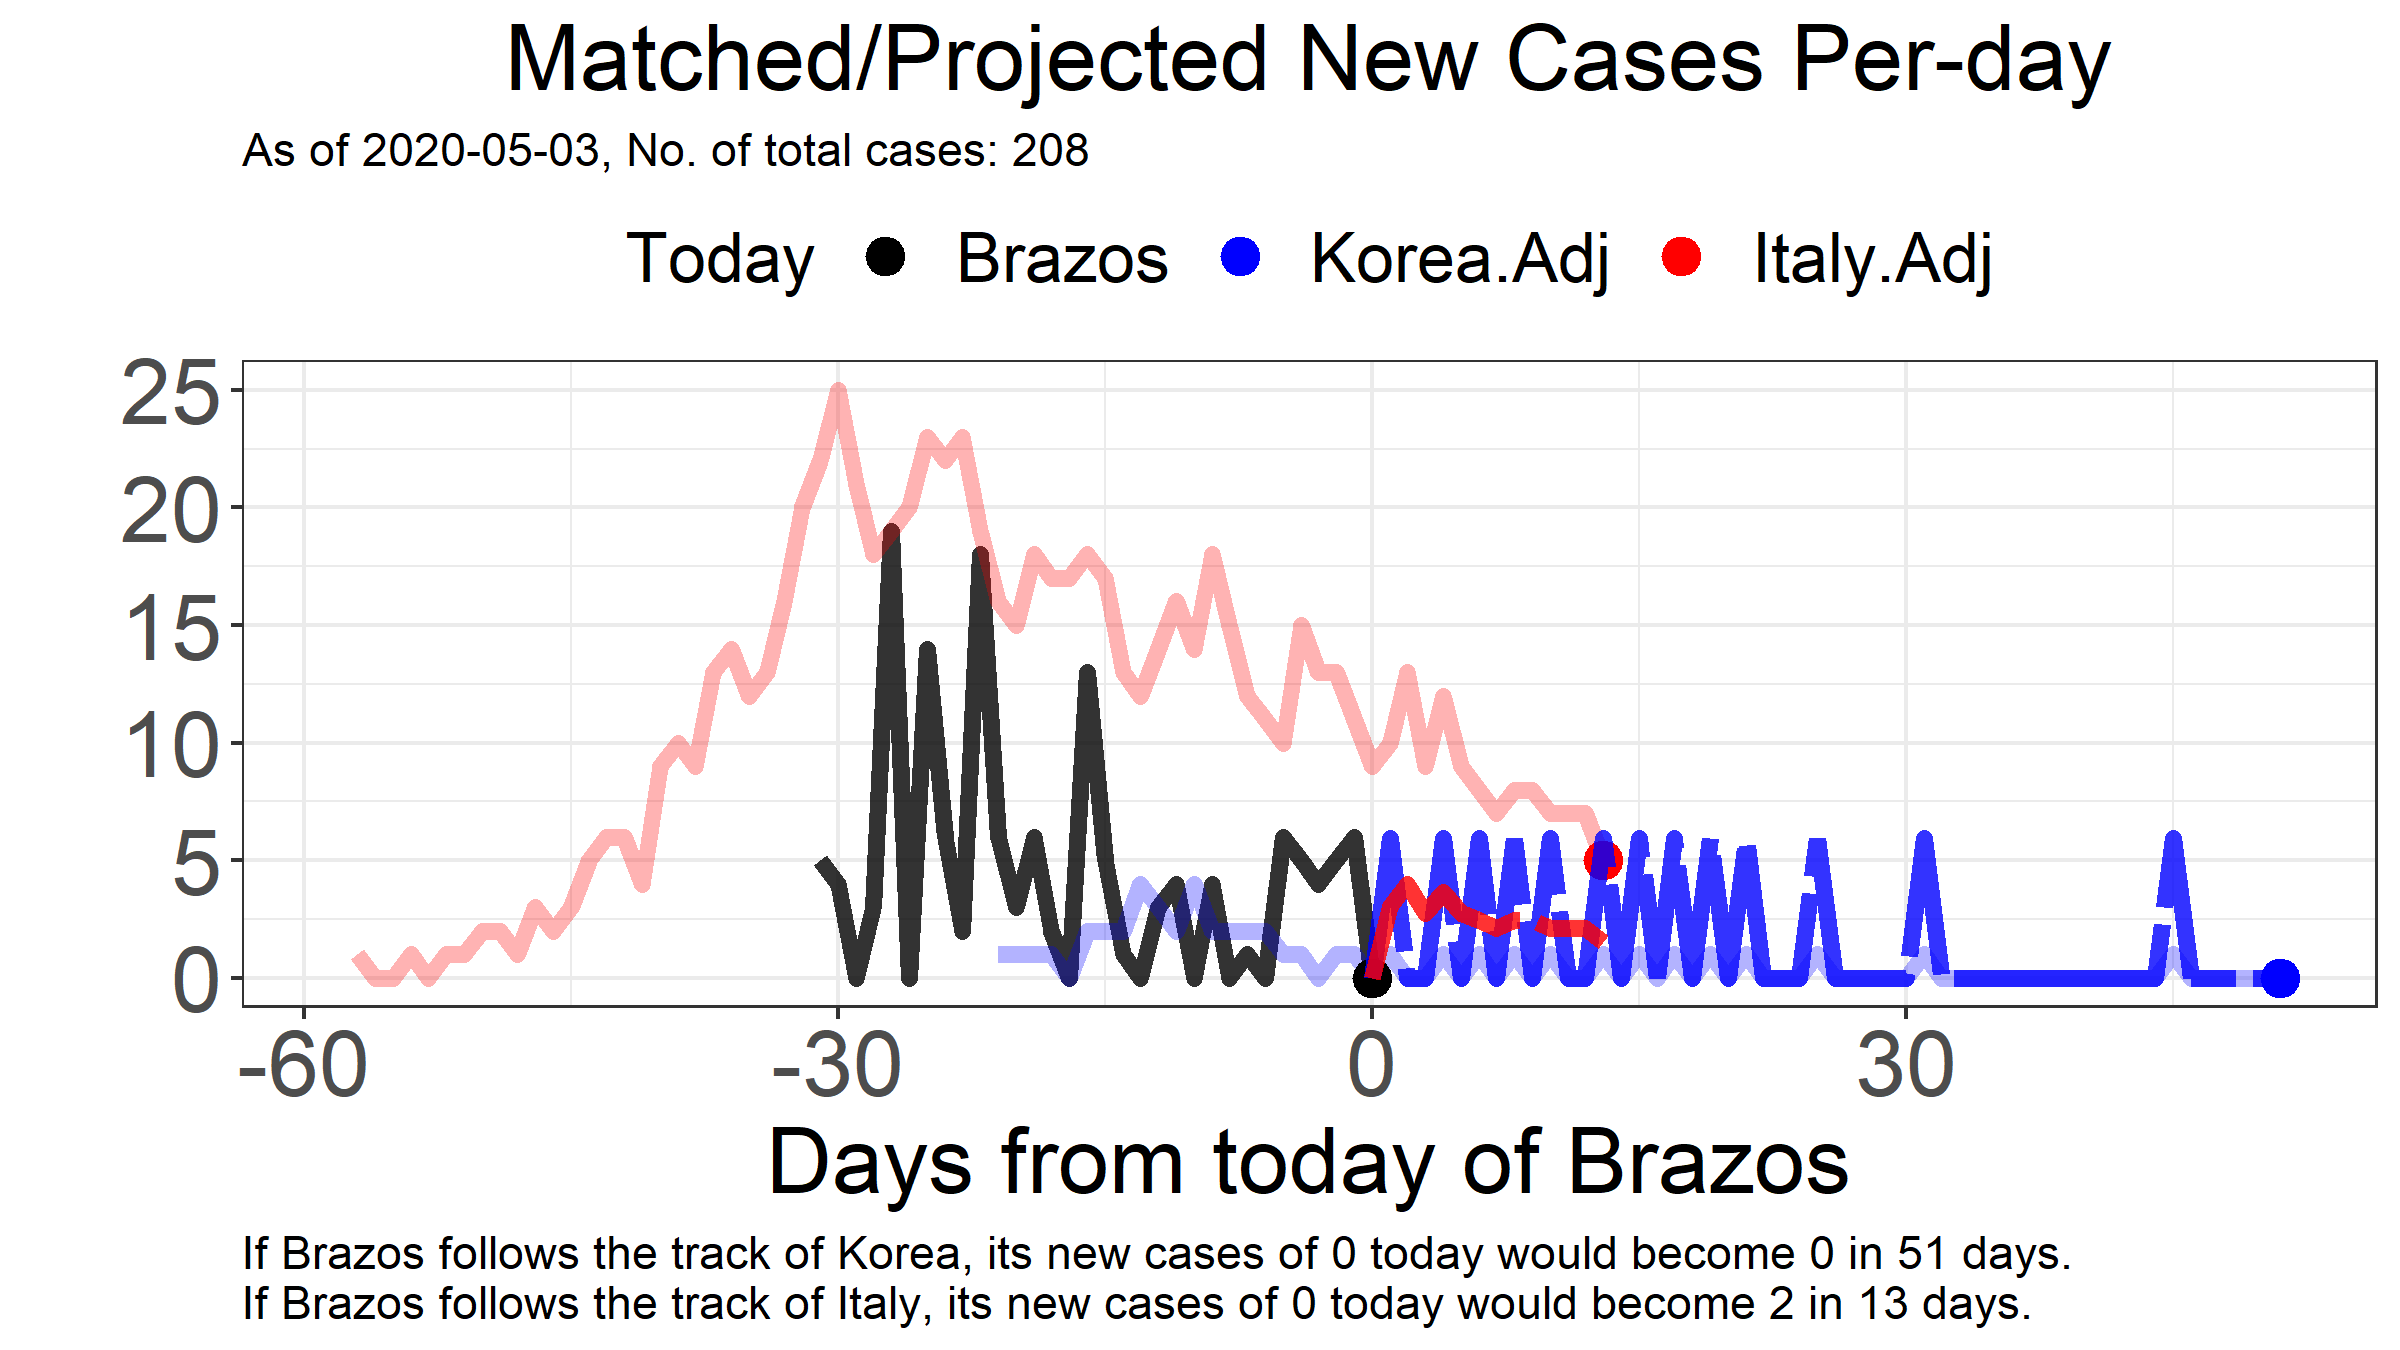 Matched/Projected New Cases Per-day
As of 2020-05-03, No. of total cases: 208
Today Brazos Korea.Adj Italy.Adj
25
20
15
10
5
0
-60 -30 0 30
Days from today of Brazos
If Brazos follows the track of Korea, its new cases of 0 today would become 0 in 51 days.
If Brazos follows the track of Italy, its new cases of 0 today would become 2 in 13 days.